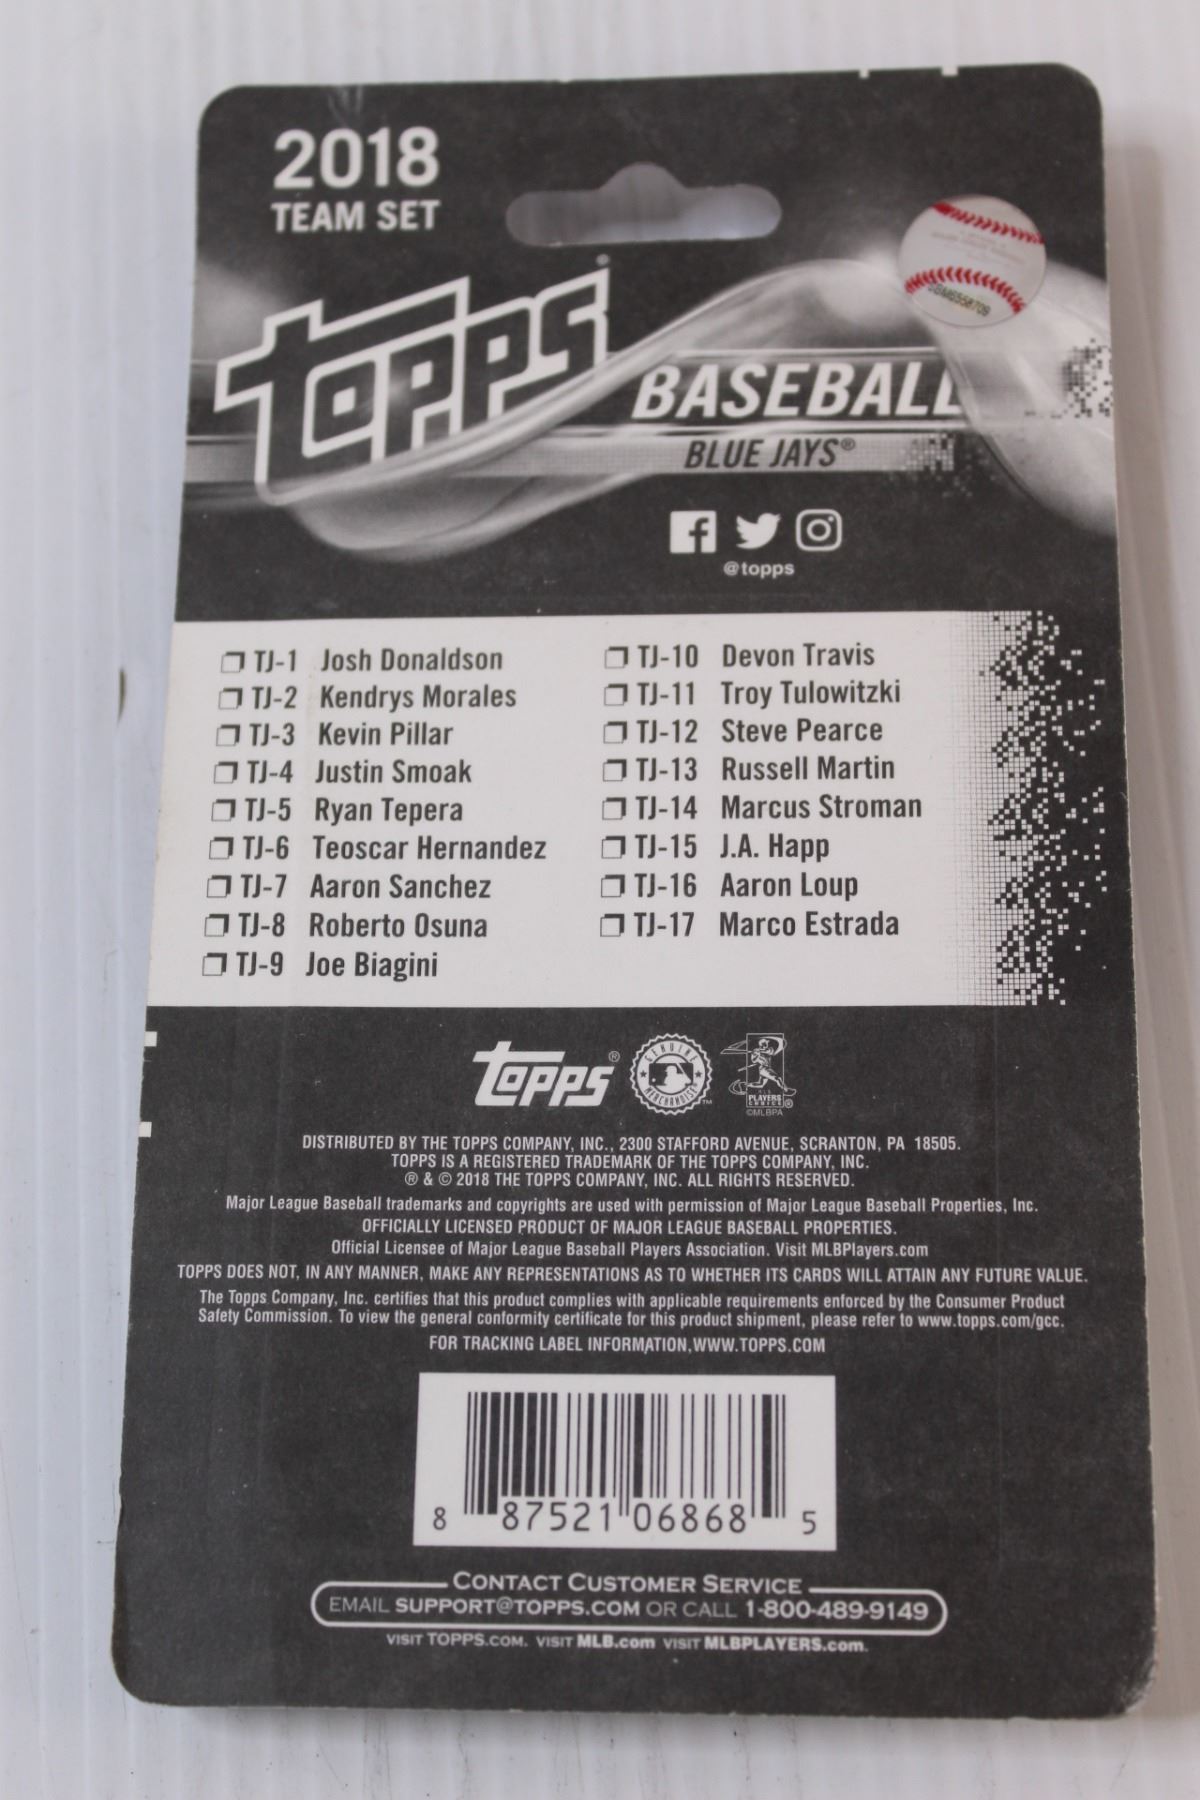 2018
TEAM SET
TOPPS®
BASEBALL
BLUE JAYS®
@topps
TJ-1 Josh Donaldson
TJ-2 Kendrys Morales
TJ-3 Kevin Pillar
TJ-4 Justin Smoak
TJ-5 Ryan Tepera
TJ-6 Teoscar Hernandez
TJ-7 Aaron Sanchez
TJ-8 Roberto Osuna
TJ-9 Joe Biagini
TJ-10 Devon Travis
TJ-11 Troy Tulowitzki
TJ-12 Steve Pearce
TJ-13 Russell Martin
TJ-14 Marcus Stroman
TJ-15 J.A. Happ
TJ-16 Aaron Loup
TJ-17 Marco Estrada
TOPPS®
GENUINE MERCHANDISE ™
PLAYERS
CHOICE ®
©MLBPA
DISTRIBUTED BY THE TOPPS COMPANY, INC., 2300 STAFFORD AVENUE, SCRANTON, PA 18505.
TOPPS IS A REGISTERED TRADEMARK OF THE TOPPS COMPANY, INC.
® & © 2018 THE TOPPS COMPANY, INC. ALL RIGHTS RESERVED.
Major League Baseball trademarks and copyrights are used with permission of Major League Baseball Properties, Inc.
OFFICIALLY LICENSED PRODUCT OF MAJOR LEAGUE BASEBALL PROPERTIES.
Official Licensee of Major League Baseball Players Association. Visit MLBPlayers.com
TOPPS DOES NOT, IN ANY MANNER, MAKE ANY REPRESENTATIONS AS TO WHETHER ITS CARDS WILL ATTAIN ANY FUTURE VALUE.
The Topps Company, Inc. certifies that this product complies with applicable requirements enforced by the Consumer Product
Safety Commission. To view the general conformity certificate for this product shipment, please refer to www.topps.com/gcc.
FOR TRACKING LABEL INFORMATION,WWW.TOPPS.COM
8 87521 06868 5
CONTACT CUSTOMER SERVICE
EMAIL SUPPORT@TOPPS.COM OR CALL 1-800-489-9149
VISIT TOPPS.COM. VISIT MLB.com VISIT MLBPLAYERS.com.